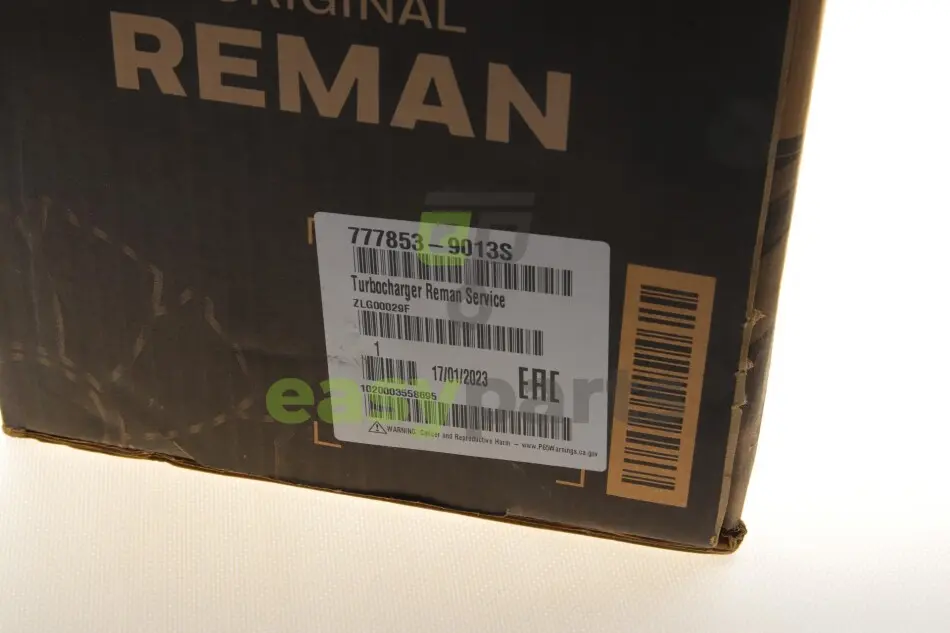 ORIGINAL
REMAN
777853-9013S
Turbocharger Reman Service
ZLG00029F
1
17/01/2023
EAC
easyparts
WARNING: Cancer and Reproductive Harm - www.P65Warnings.ca.gov